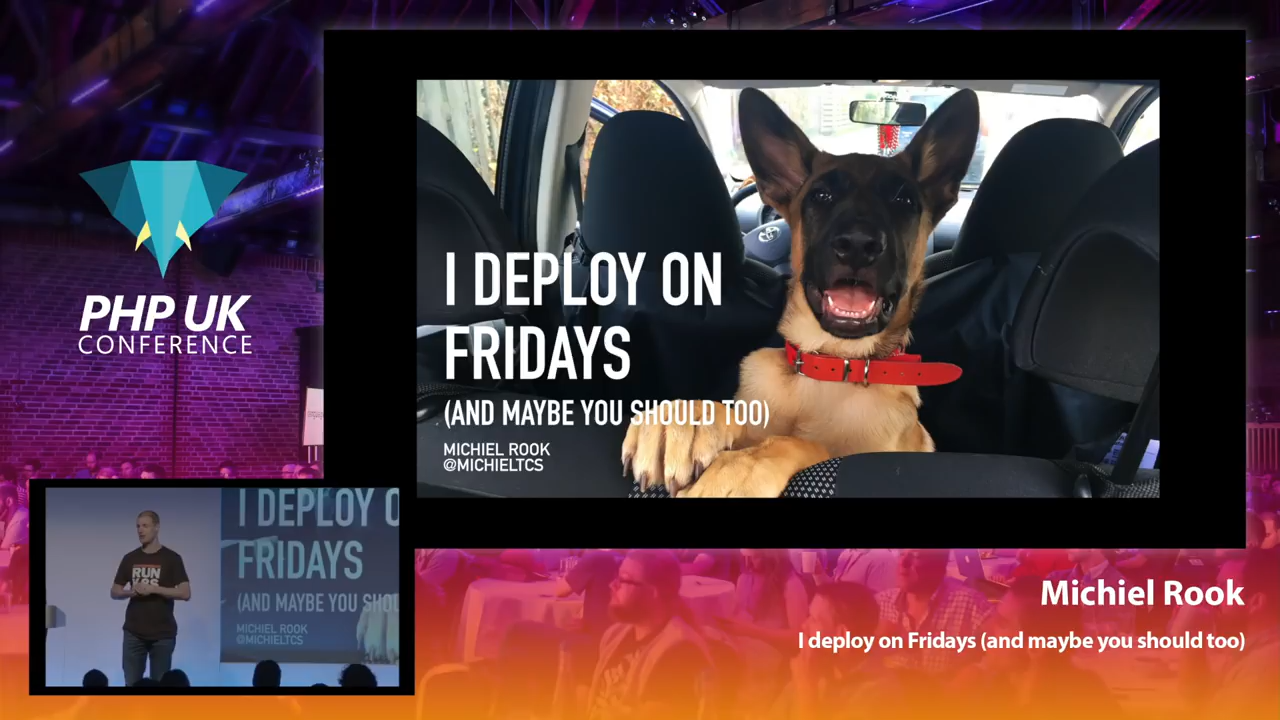 PHP UK
CONFERENCE
I DEPLOY ON
FRIDAYS
(AND MAYBE YOU SHOULD TOO)
MICHIEL ROOK
@MICHIELTCS
RUN
I DEPLOY O
FRIDAYS
(AND MAYBE YOU SHOU
MICHIEL ROOK
@MICHIELTCS
Michiel Rook
I deploy on Fridays (and maybe you should too)